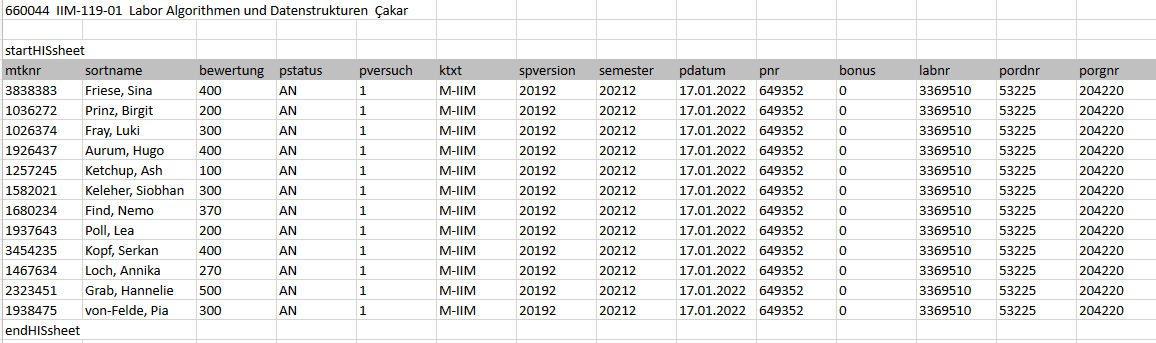 660044 IIM-119-01 Labor Algorithmen und Datenstrukturen Çakar
startHISsheet
mtknr sortname bewertung pstatus pversuch ktxt spversion semester pdatum pnr bonus labnr pordnr porgnr
3838383 Friese, Sina 400 AN 1 M-IIM 20192 20212 17.01.2022 649352 0 3369510 53225 204220
1036272 Prinz, Birgit 200 AN 1 M-IIM 20192 20212 17.01.2022 649352 0 3369510 53225 204220
1026374 Fray, Luki 300 AN 1 M-IIM 20192 20212 17.01.2022 649352 0 3369510 53225 204220
1926437 Aurum, Hugo 400 AN 1 M-IIM 20192 20212 17.01.2022 649352 0 3369510 53225 204220
1257245 Ketchup, Ash 100 AN 1 M-IIM 20192 20212 17.01.2022 649352 0 3369510 53225 204220
1582021 Keleher, Siobhan 300 AN 1 M-IIM 20192 20212 17.01.2022 649352 0 3369510 53225 204220
1680234 Find, Nemo 370 AN 1 M-IIM 20192 20212 17.01.2022 649352 0 3369510 53225 204220
1937643 Poll, Lea 200 AN 1 M-IIM 20192 20212 17.01.2022 649352 0 3369510 53225 204220
3454235 Kopf, Serkan 400 AN 1 M-IIM 20192 20212 17.01.2022 649352 0 3369510 53225 204220
1467634 Loch, Annika 270 AN 1 M-IIM 20192 20212 17.01.2022 649352 0 3369510 53225 204220
2323451 Grab, Hannelie 500 AN 1 M-IIM 20192 20212 17.01.2022 649352 0 3369510 53225 204220
1938475 von-Felde, Pia 300 AN 1 M-IIM 20192 20212 17.01.2022 649352 0 3369510 53225 204220
endHISsheet